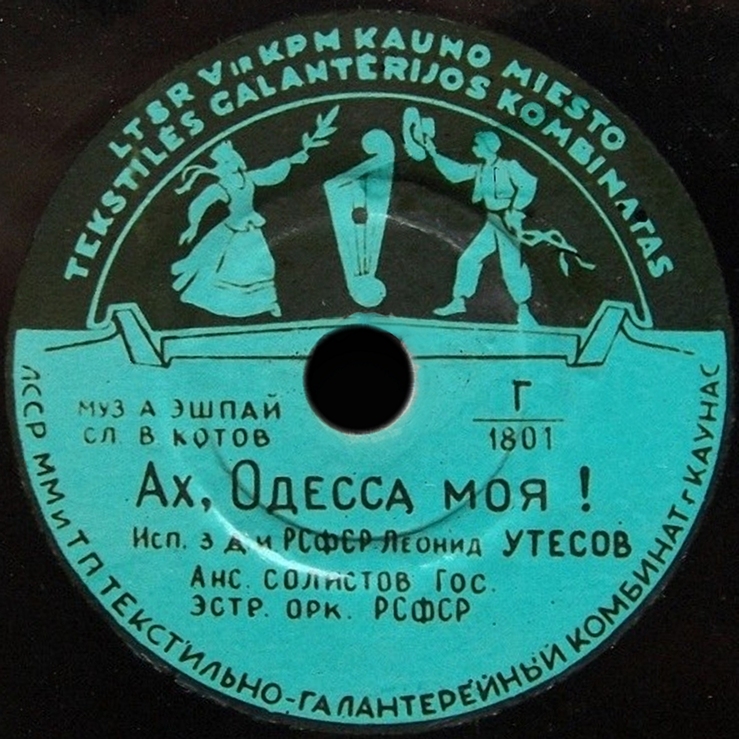 LTSR V ir KPM KAUNO MIESTO
TEKSTILĖS GALANTĖRIJOS KOMBINATAS
МУЗ А ЭШПАЙ
СЛ. В. КОТОВ
Г
1801
АХ, ОДЕССА МОЯ !
Исп. З Д И РСФСР Леонид УТЕСОВ
АНС. СОЛИСТОВ ГОС.
ЭСТР. ОРК. РСФСР
ЛССР ММ и ТП ТЕКСТИЛЬНО-ГАЛАНТЕРЕЙНЫЙ КОМБИНАТ г КАУНАС